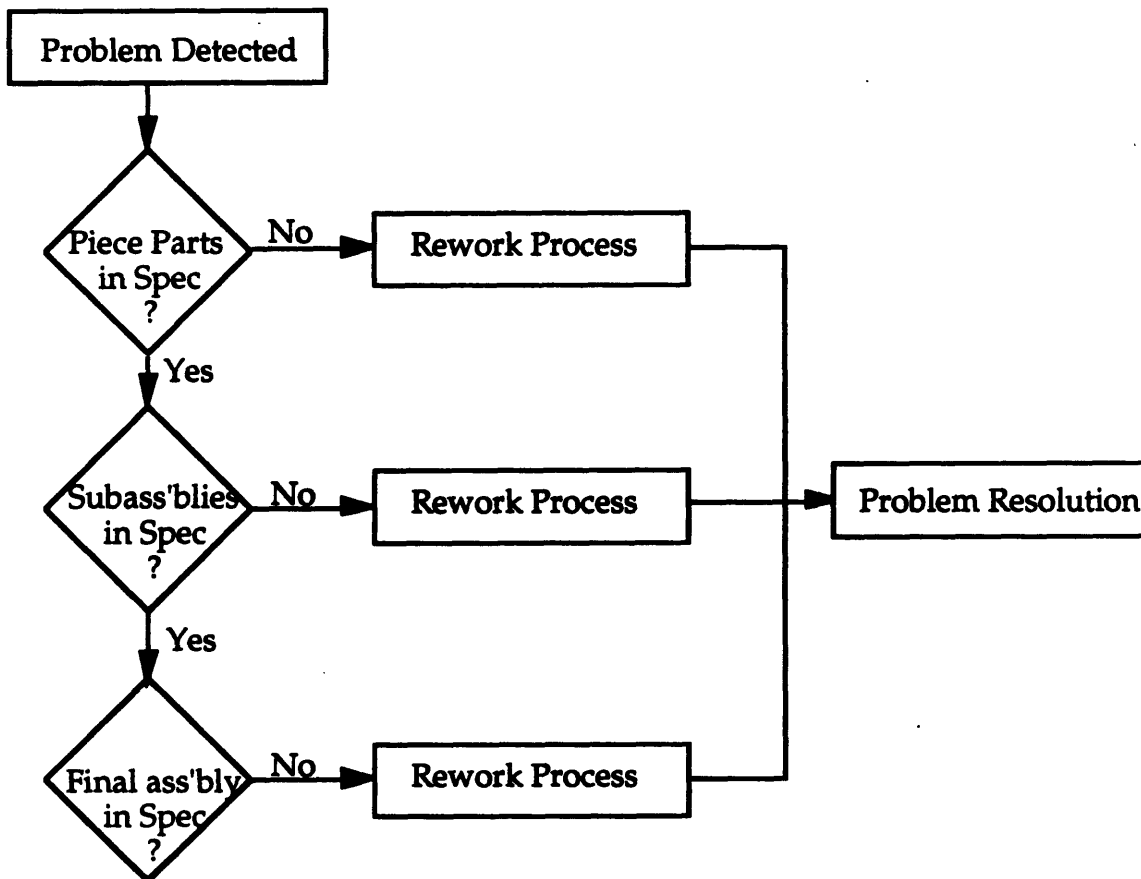 Problem Detected
Piece Parts
in Spec
?
No
Rework Process
Yes
Subass'blies
in Spec
?
No
Rework Process
Problem Resolution
Yes
Final ass'bly
in Spec
?
No
Rework Process